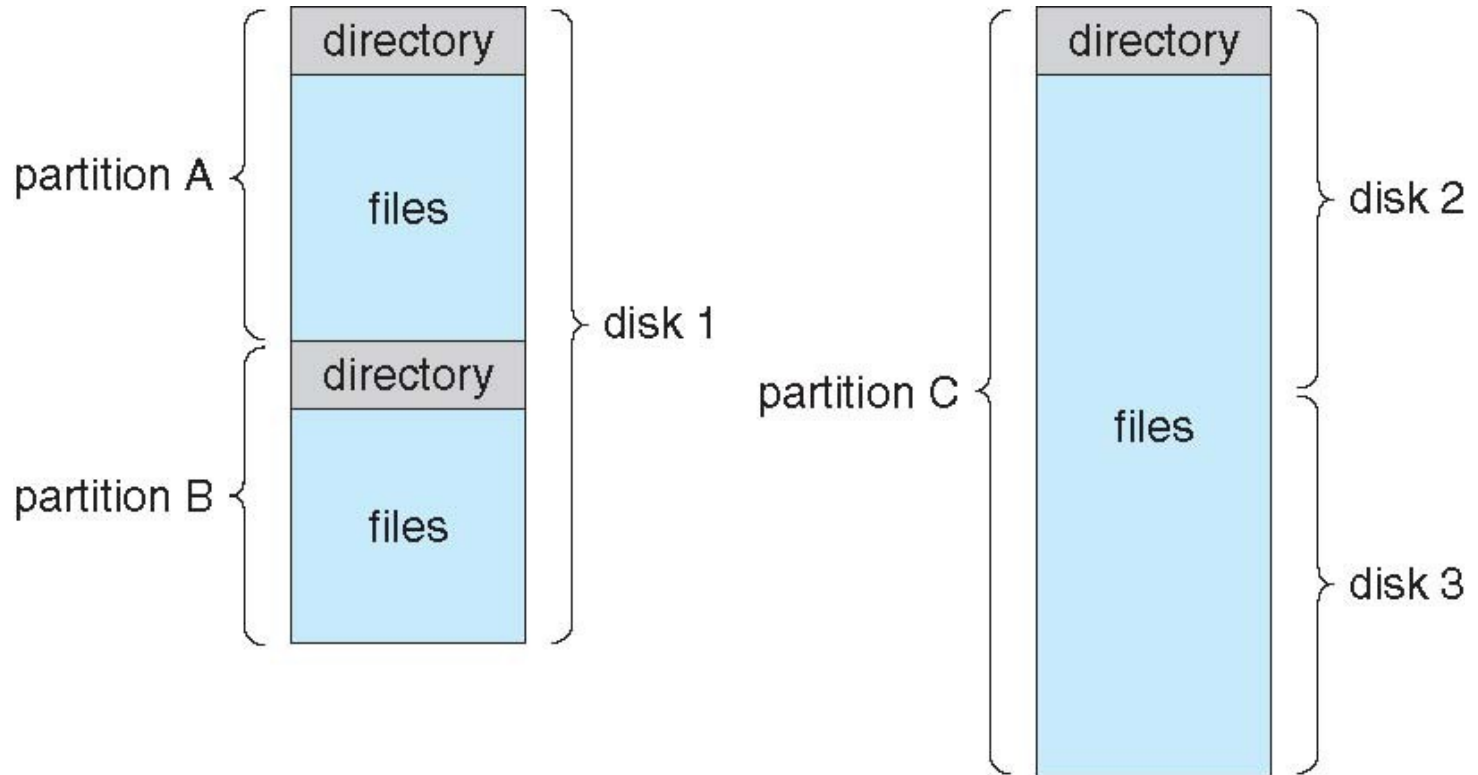 directory
partition A
files
disk 1
directory
partition B
files
directory
disk 2
partition C
files
disk 3